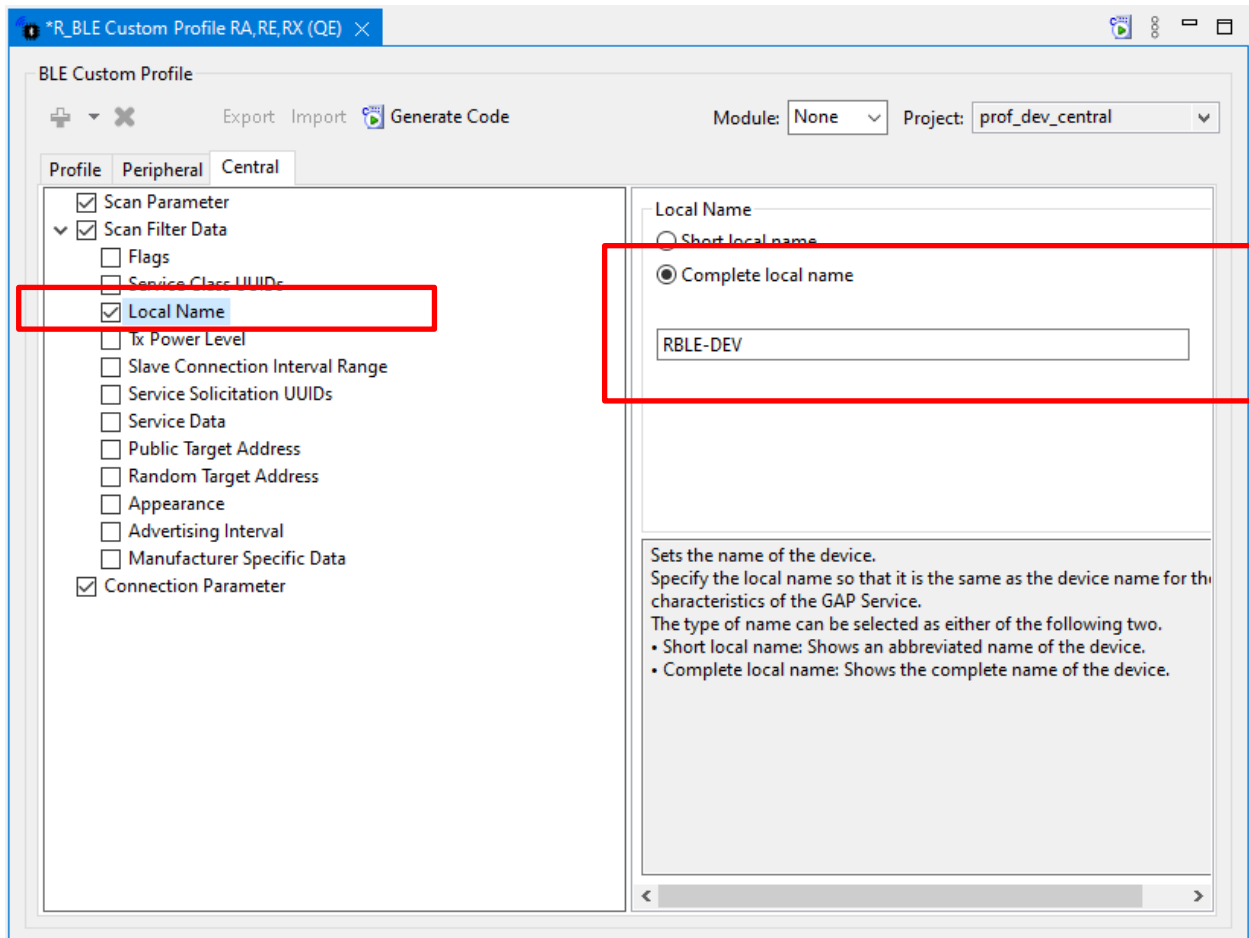 *R_BLE Custom Profile RA,RE,RX (QE)
BLE Custom Profile
Export Import Generate Code Module: None Project: prof_dev_central
Profile Peripheral Central
Scan Parameter
Scan Filter Data
Flags
Service Class UUIDs
Local Name
Tx Power Level
Slave Connection Interval Range
Service Solicitation UUIDs
Service Data
Public Target Address
Random Target Address
Appearance
Advertising Interval
Manufacturer Specific Data
Connection Parameter
Local Name
Short local name
Complete local name
RBLE-DEV
Sets the name of the device.
Specify the local name so that it is the same as the device name for
characteristics of the GAP Service.
The type of name can be selected as either of the following two.
• Short local name: Shows an abbreviated name of the device.
• Complete local name: Shows the complete name of the device.